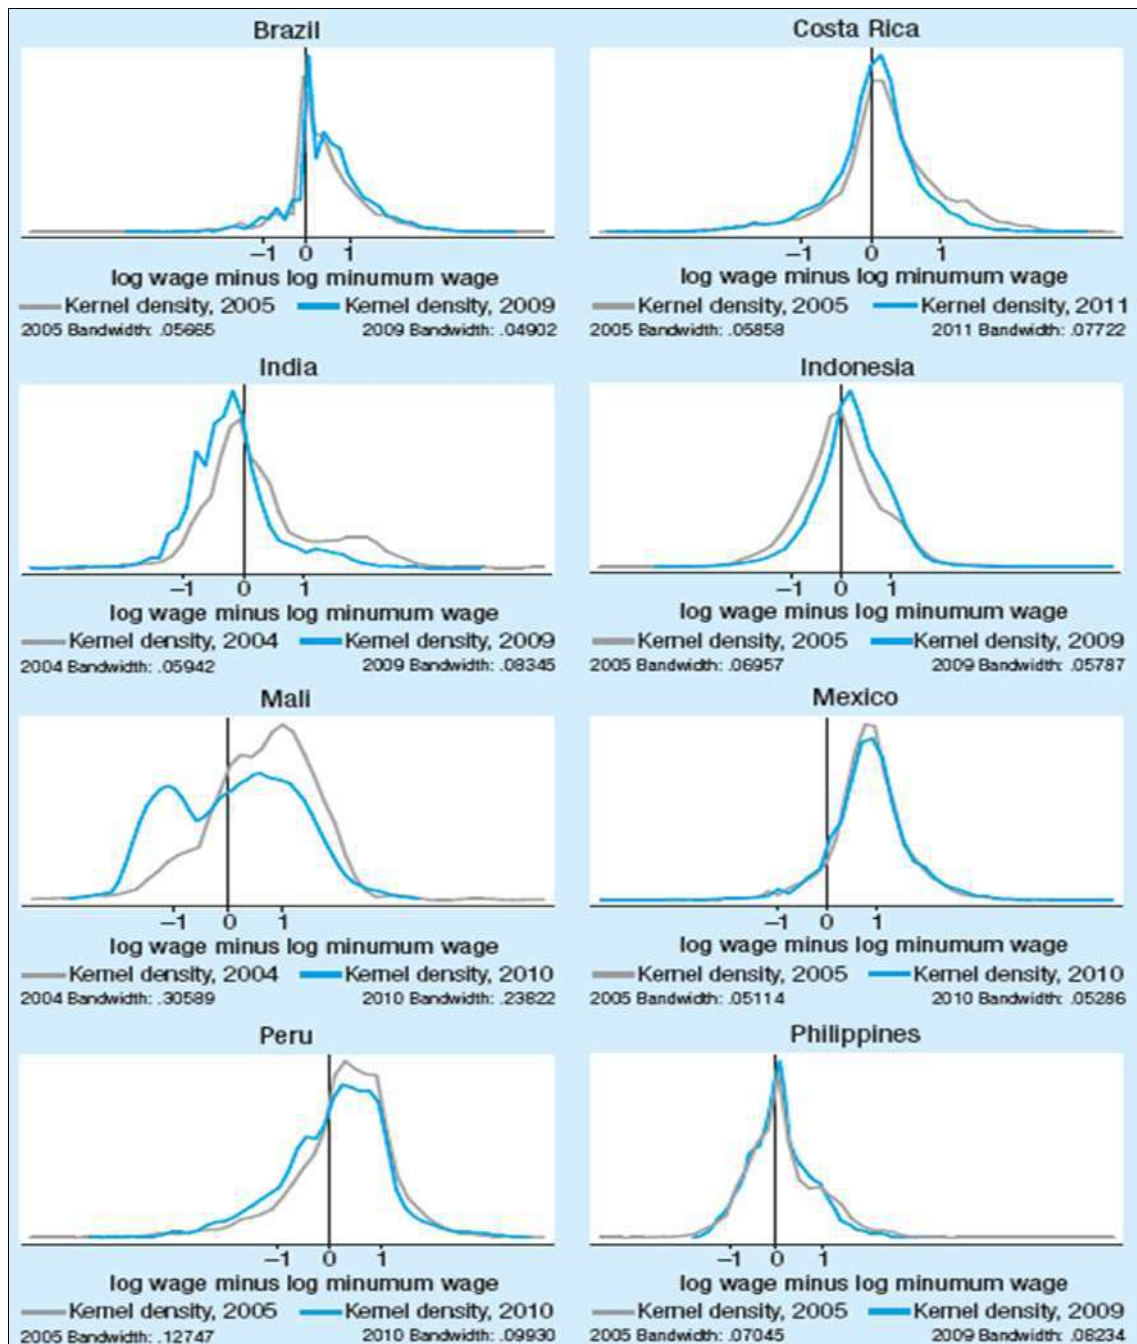 Brazil
−1 0 1
log wage minus log minumum wage
Kernel density, 2005 Kernel density, 2009
2005 Bandwidth: .05665 2009 Bandwidth: .04902
Costa Rica
−1 0 1
log wage minus log minumum wage
Kernel density, 2005 Kernel density, 2011
2005 Bandwidth: .05858 2011 Bandwidth: .07722
India
−1 0 1
log wage minus log minumum wage
Kernel density, 2004 Kernel density, 2009
2004 Bandwidth: .05942 2009 Bandwidth: .08345
Indonesia
−1 0 1
log wage minus log minumum wage
Kernel density, 2005 Kernel density, 2009
2005 Bandwidth: .06957 2009 Bandwidth: .05787
Mali
−1 0 1
log wage minus log minumum wage
Kernel density, 2004 Kernel density, 2010
2004 Bandwidth: .30589 2010 Bandwidth: .23822
Mexico
−1 0 1
log wage minus log minumum wage
Kernel density, 2005 Kernel density, 2010
2005 Bandwidth: .05114 2010 Bandwidth: .05286
Peru
−1 0 1
log wage minus log minumum wage
Kernel density, 2005 Kernel density, 2010
2005 Bandwidth: .12747 2010 Bandwidth: .09930
Philippines
−1 0 1
log wage minus log minumum wage
Kernel density, 2005 Kernel density, 2009
2005 Bandwidth: .07045 2009 Bandwidth: .08234